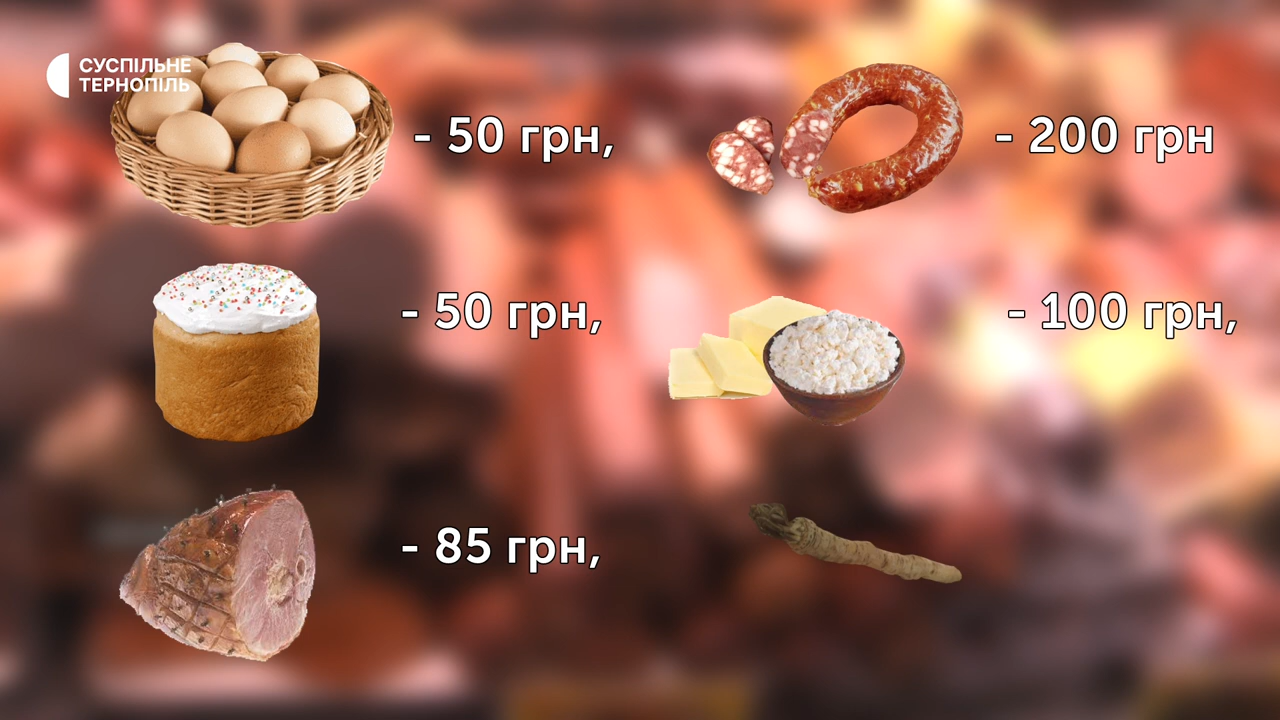 СУСПІЛЬНЕ
ТЕРНОПІЛЬ
- 50 грн,
- 200 грн
- 50 грн,
- 100 грн,
- 85 грн,